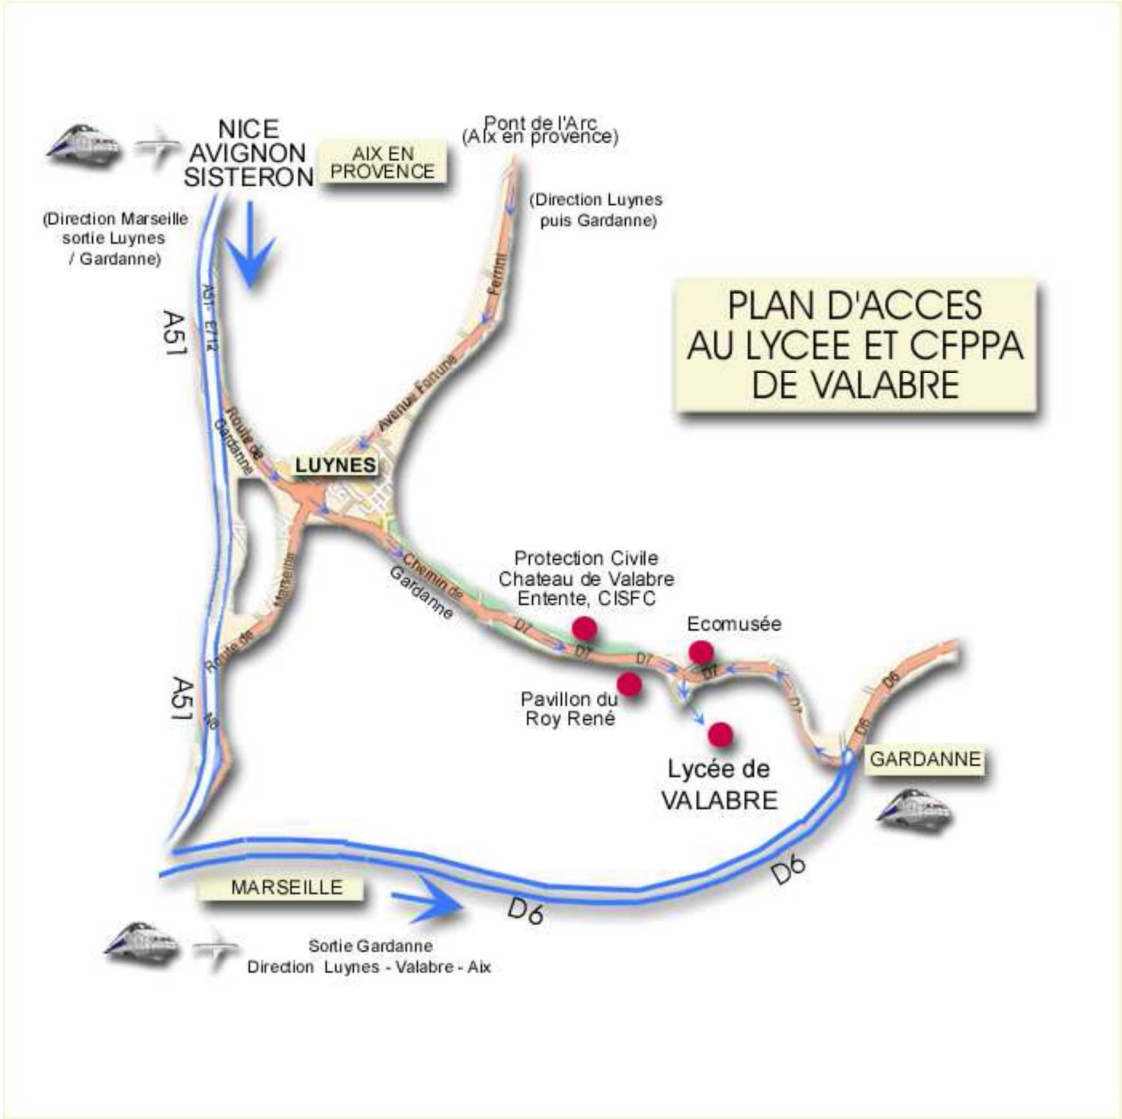 NICE
AVIGNON
SISTERON
AIX EN
PROVENCE
Pont de l'Arc
(AIx en provence)
(Direction Marseille
sortie Luynes
/ Gardanne)
(Direction Luynes
puis Gardanne)
A51
A51- E712
Ferrini
Avenue Fortune
PLAN D'ACCES
AU LYCEE ET CFPPA
DE VALABRE
Route de
Gardanne
LUYNES
Chemin de
Gardanne
Marseille
Route de
Protection Civile
Chateau de Valabre
Entente, CISFC
D7
D7
D7
D7
D7
Ecomusée
Pavillon du
Roy René
Lycée de
VALABRE
A51
N8
D6
D6
GARDANNE
MARSEILLE
D6
D6
Sortie Gardanne
Direction Luynes - Valabre - Aix